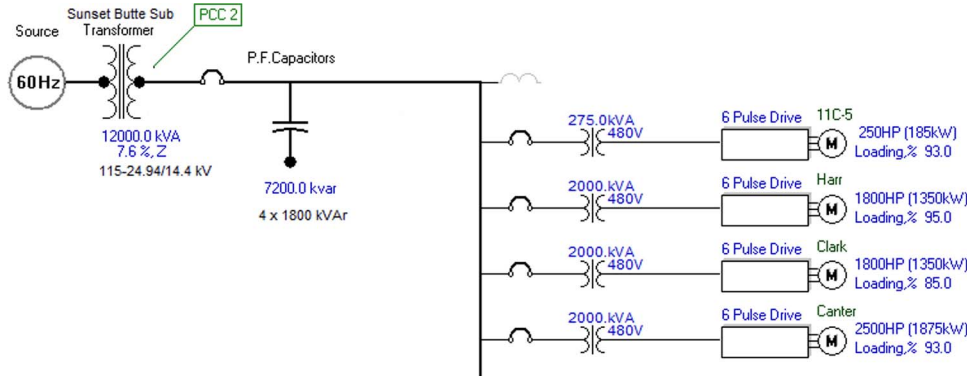 Sunset Butte Sub
Transformer
PCC 2
Source
P.F.Capacitors
60Hz
12000.0 kVA
7.6 %, Z
115-24.94/14.4 kV
7200.0 kvar
4 x 1800 kVAr
275.0kVA
480V
6 Pulse Drive
11C-5
M
250HP (185kW)
Loading,% 93.0
2000.kVA
480V
6 Pulse Drive
Harr
M
1800HP (1350kW)
Loading,% 95.0
2000.kVA
480V
6 Pulse Drive
Clark
M
1800HP (1350kW)
Loading,% 85.0
2000.kVA
480V
6 Pulse Drive
Canter
M
2500HP (1875kW)
Loading,% 93.0